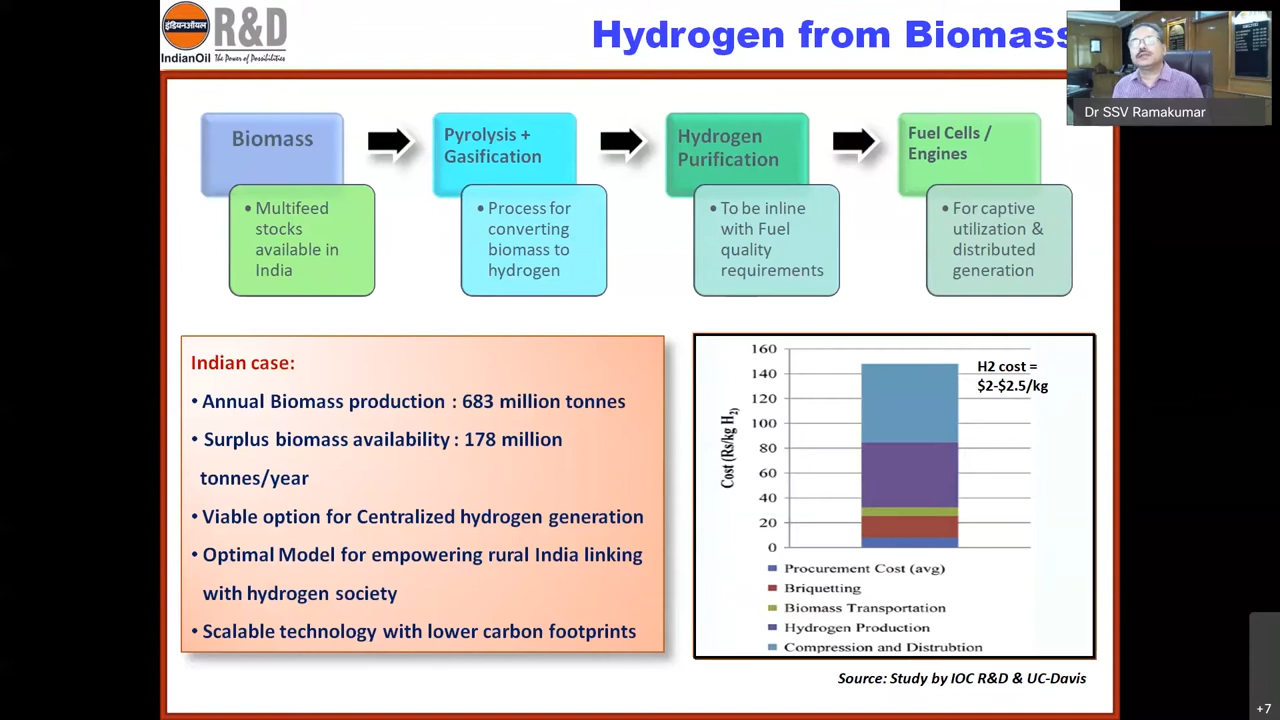 इंडियनऑयल
IndianOil
R&D
The Power of Possibilities
Hydrogen from Biomass
Dr SSV Ramakumar
Biomass
• Multifeed
stocks
available in
India
Pyrolysis +
Gasification
• Process for
converting
biomass to
hydrogen
Hydrogen
Purification
• To be inline
with Fuel
quality
requirements
Fuel Cells /
Engines
• For captive
utilization &
distributed
generation
Indian case:
• Annual Biomass production : 683 million tonnes
• Surplus biomass availability : 178 million
tonnes/year
• Viable option for Centralized hydrogen generation
• Optimal Model for empowering rural India linking
with hydrogen society
• Scalable technology with lower carbon footprints
Cost (Rs/kg H2)
160
140
120
100
80
60
40
20
0
H2 cost =
$2-$2.5/kg
Procurement Cost (avg)
Briquetting
Biomass Transportation
Hydrogen Production
Compression and Distrubtion
Source: Study by IOC R&D & UC-Davis
+7